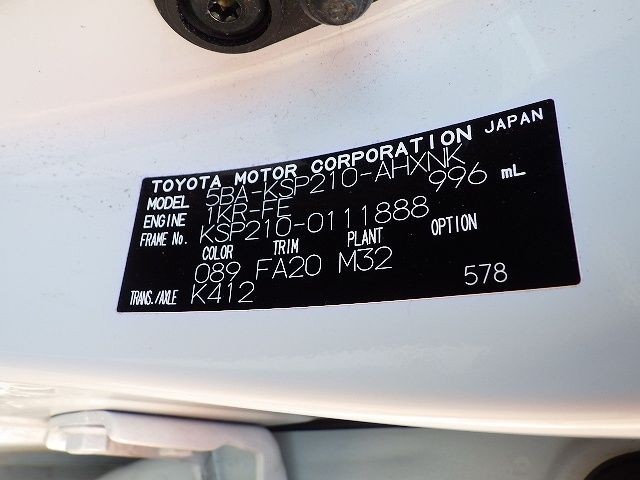 TOYOTA MOTOR CORPORATION JAPAN
MODEL 5BA-KSP210-AHXNK
ENGINE 1KR-FE 996 mL
FRAME No. KSP210-0111888
COLOR TRIM PLANT OPTION
089 FA20 M32
TRANS./AXLE K412 578